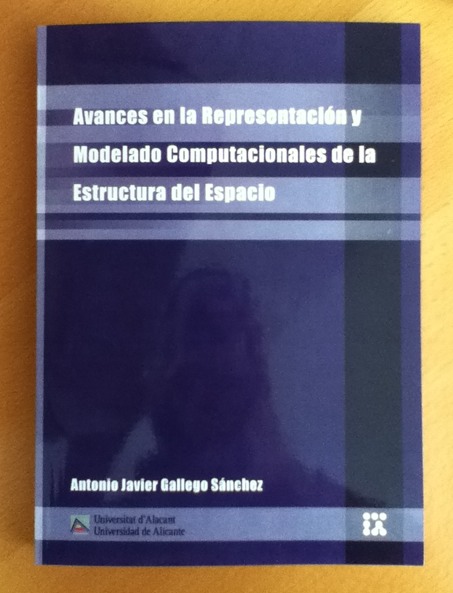 Avances en la Representación y
Modelado Computacionales de la
Estructura del Espacio
Antonio Javier Gallego Sánchez
Universitat d'Alacant
Universidad de Alicante